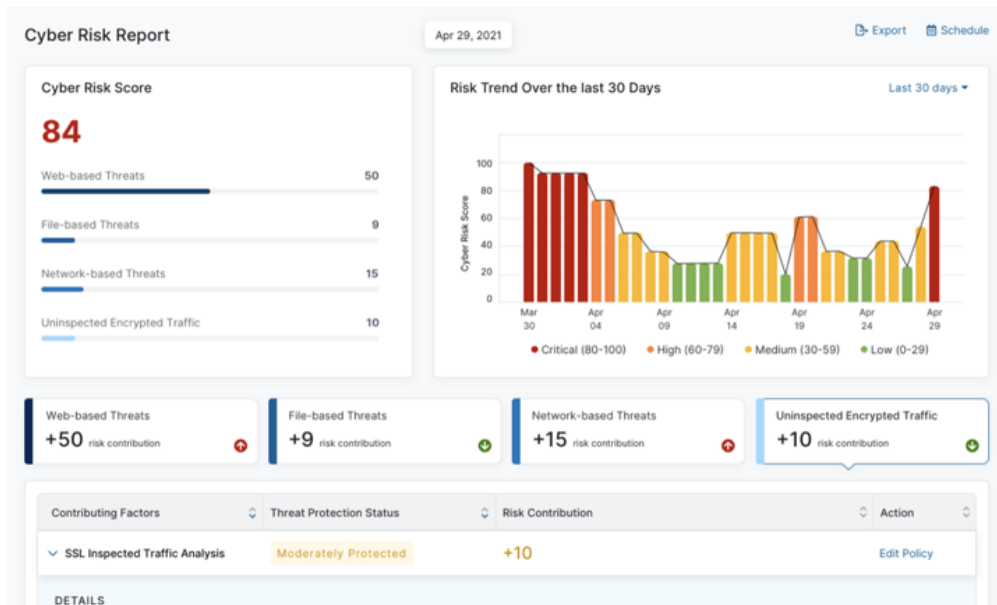 Cyber Risk Report
Apr 29, 2021
Export
Schedule
Cyber Risk Score
84
Web-based Threats 50
File-based Threats 9
Network-based Threats 15
Uninspected Encrypted Traffic 10
Risk Trend Over the last 30 Days
Last 30 days
Cyber Risk Score
100
80
60
40
20
0
Mar 30
Apr 04
Apr 09
Apr 14
Apr 19
Apr 24
Apr 29
Critical (80-100) High (60-79) Medium (30-59) Low (0-29)
Web-based Threats
+50 risk contribution
File-based Threats
+9 risk contribution
Network-based Threats
+15 risk contribution
Uninspected Encrypted Traffic
+10 risk contribution
Contributing Factors Threat Protection Status Risk Contribution Action
SSL Inspected Traffic Analysis Moderately Protected +10 Edit Policy
DETAILS